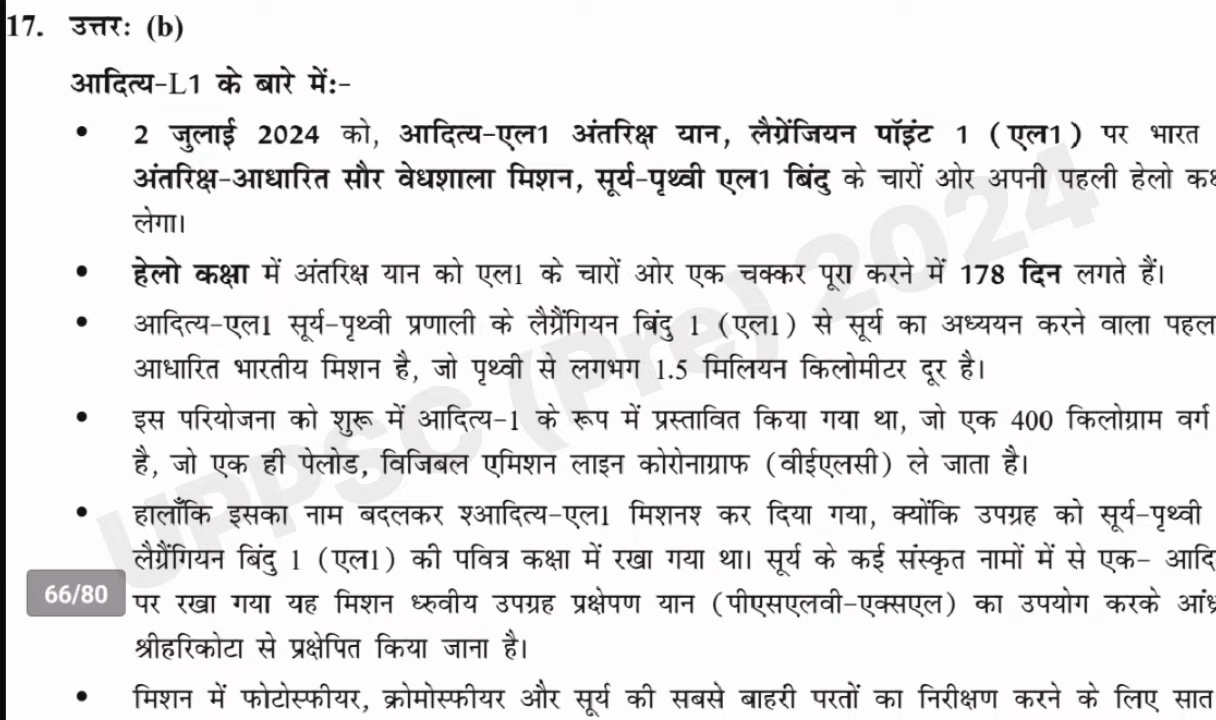 17. उत्तर: (b)
आदित्य-L1 के बारे में:-
• 2 जुलाई 2024 को, आदित्य-एल1 अंतरिक्ष यान, लैग्रेंजियन पॉइंट 1 (एल1) पर भारत
अंतरिक्ष-आधारित सौर वेधशाला मिशन, सूर्य-पृथ्वी एल1 बिंदु के चारों ओर अपनी पहली हेलो
लेगा।
• हेलो कक्षा में अंतरिक्ष यान को एल1 के चारों ओर एक चक्कर पूरा करने में 178 दिन लगते हैं।
• आदित्य-एल1 सूर्य-पृथ्वी प्रणाली के लैग्रैंगियन बिंदु 1 (एल1) से सूर्य का अध्ययन करने वाला
आधारित भारतीय मिशन है, जो पृथ्वी से लगभग 1.5 मिलियन किलोमीटर दूर है।
• इस परियोजना को शुरू में आदित्य-1 के रूप में प्रस्तावित किया गया था, जो एक 400 किलोग्राम वर्ग
है, जो एक ही पेलोड, विजिबल एमिशन लाइन कोरोनाग्राफ (वीईएलसी) ले जाता है।
• हालाँकि इसका नाम बदलकर श्आदित्य-एल1 मिशनश् कर दिया गया, क्योंकि उपग्रह को सूर्य-पृथ्वी
लैग्रैंगियन बिंदु 1 (एल1) की पवित्र कक्षा में रखा गया था। सूर्य के कई संस्कृत नामों में से एक-
66/80 पर रखा गया यह मिशन ध्रुवीय उपग्रह प्रक्षेपण यान (पीएसएलवी-एक्सएल) का उपयोग करके
श्रीहरिकोटा से प्रक्षेपित किया जाना है।
• मिशन में फोटोस्फीयर, क्रोमोस्फीयर और सूर्य की सबसे बाहरी परतों का निरीक्षण करने के लिए सात
UPPSC (Pre) 2024